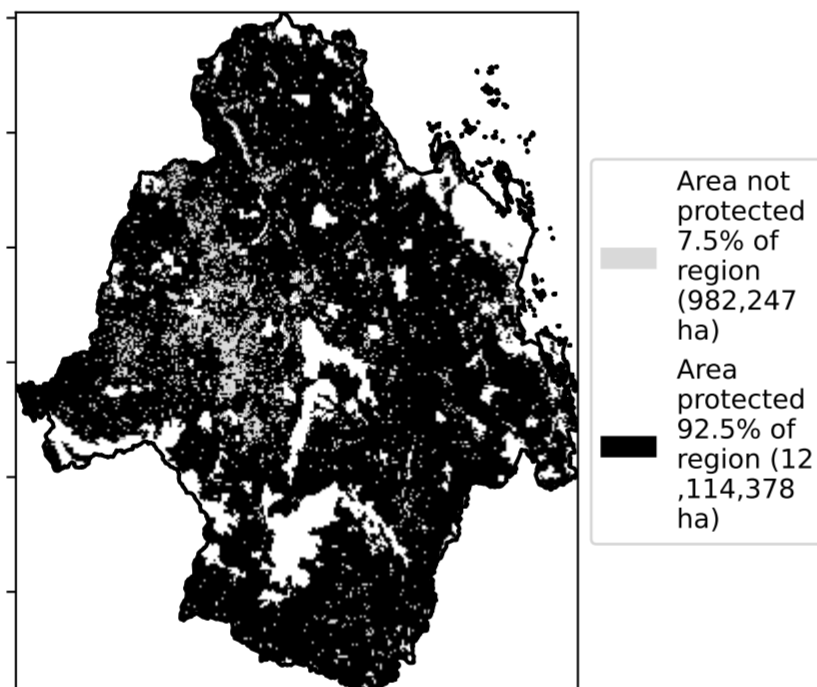 Area not
protected
7.5% of
region
(982,247
ha)
Area
protected
92.5% of
region (12
,114,378
ha)